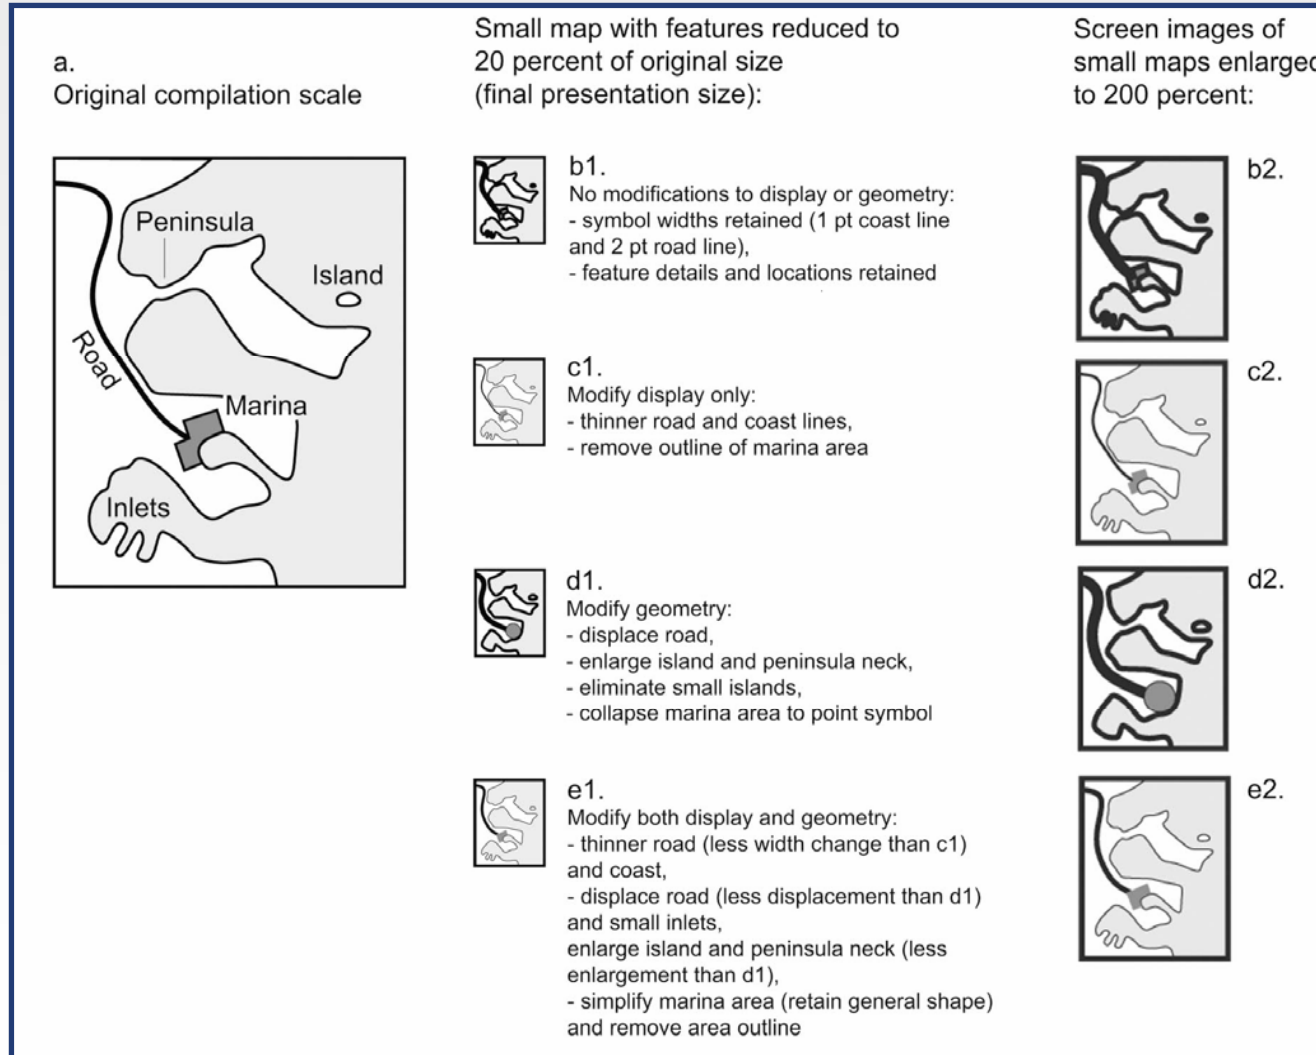 a.
Original compilation scale
Peninsula
Island
Road
Marina
Inlets
Small map with features reduced to
20 percent of original size
(final presentation size):
b1.
No modifications to display or geometry:
- symbol widths retained (1 pt coast line
and 2 pt road line),
- feature details and locations retained
c1.
Modify display only:
- thinner road and coast lines,
- remove outline of marina area
d1.
Modify geometry:
- displace road,
- enlarge island and peninsula neck,
- eliminate small islands,
- collapse marina area to point symbol
e1.
Modify both display and geometry:
- thinner road (less width change than c1)
and coast,
- displace road (less displacement than d1)
and small inlets,
enlarge island and peninsula neck (less
enlargement than d1),
- simplify marina area (retain general shape)
and remove area outline
Screen images of
small maps enlarged
to 200 percent:
b2.
c2.
d2.
e2.